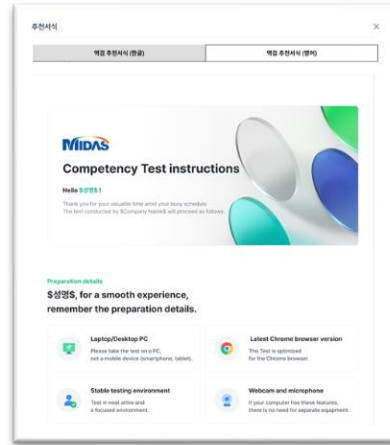 추천서식
역검 추천서식 (한글)
역검 추천서식 (영어)
MIDAS
Competency Test instructions
Hello $성명$ !
Thank you for your valuable time amid your busy schedule.
The test conducted by $Company Name$ will proceed as follows.
Preparation details
$성명$, for a smooth experience,
remember the preparation details.
Laptop/Desktop PC
Please take the test on a PC,
not a mobile device (smartphone, tablet).
Latest Chrome browser version
The Test is optimized
for the Chrome browser.
Stable testing environment
Test in neat attire and
a focused environment.
Webcam and microphone
If your computer has these features,
there is no need for separate equipment.